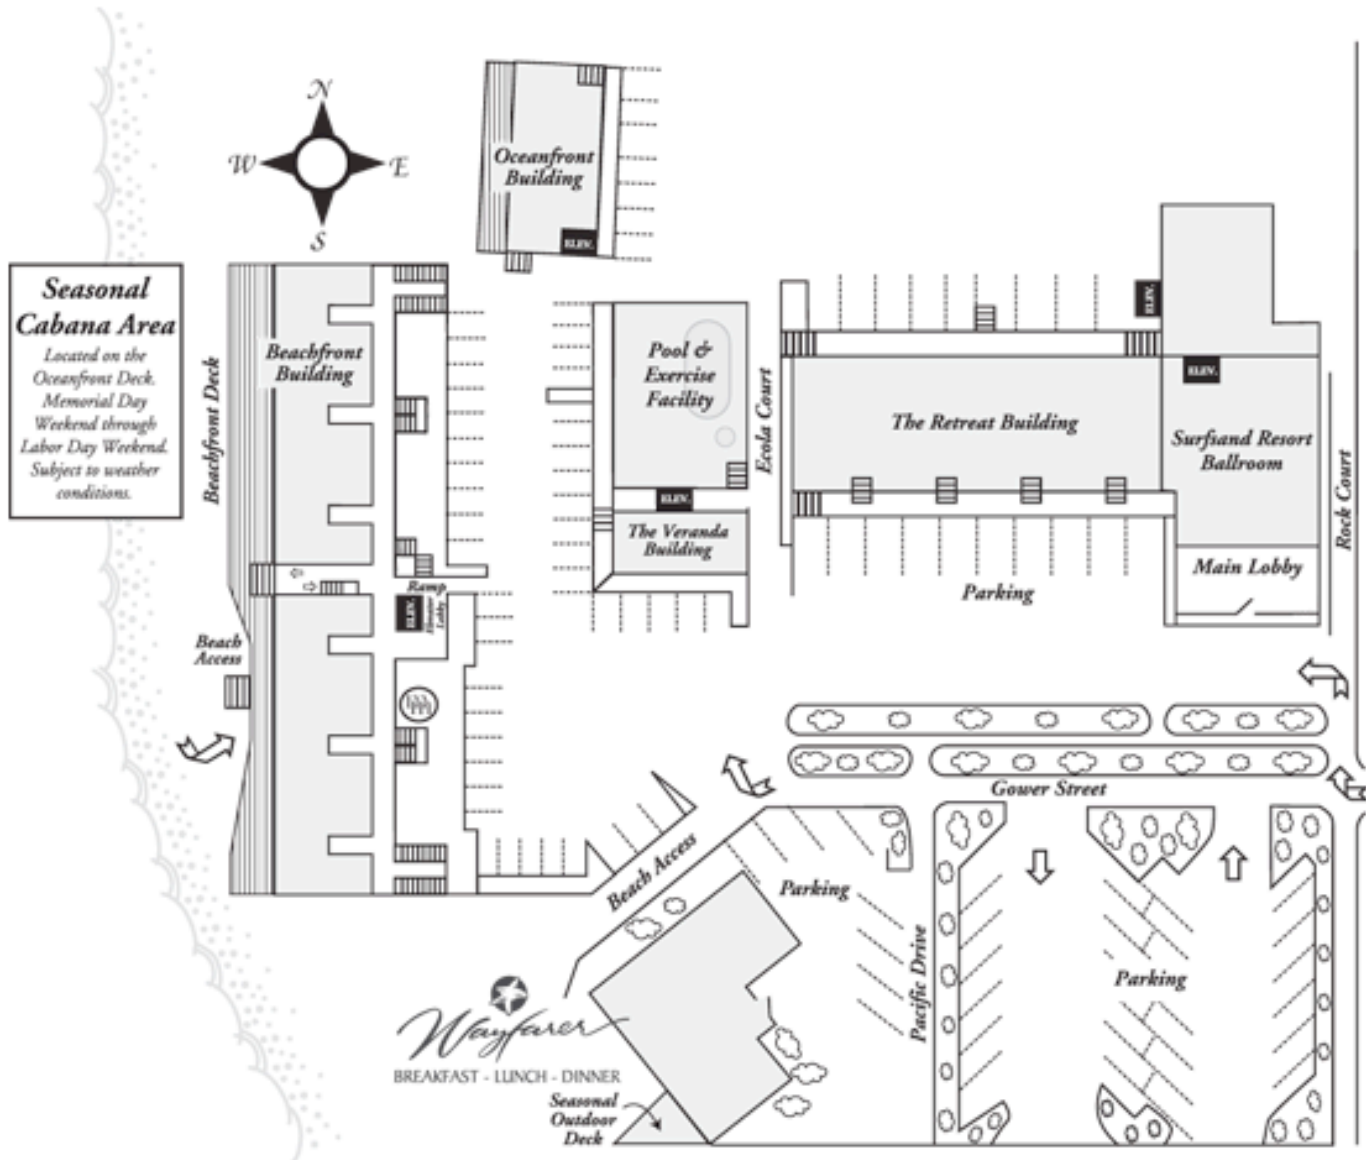 N
W
E
S
Oceanfront
Building
ELEV.
Seasonal
Cabana Area
Located on the
Oceanfront Deck.
Memorial Day
Weekend through
Labor Day Weekend.
Subject to weather
conditions.
Beachfront Deck
Beachfront
Building
Pool &
Exercise
Facility
Ecola Court
ELEV.
ELEV.
The Retreat Building
Surfsand Resort
Ballroom
Rock Court
ELEV.
The Veranda
Building
Main Lobby
Parking
Ramp
ELEV.
Elevator
Lobby
Beach
Access
Gower Street
Beach Access
Parking
Pacific Drive
Parking
Wayfarer
BREAKFAST - LUNCH - DINNER
Seasonal
Outdoor
Deck